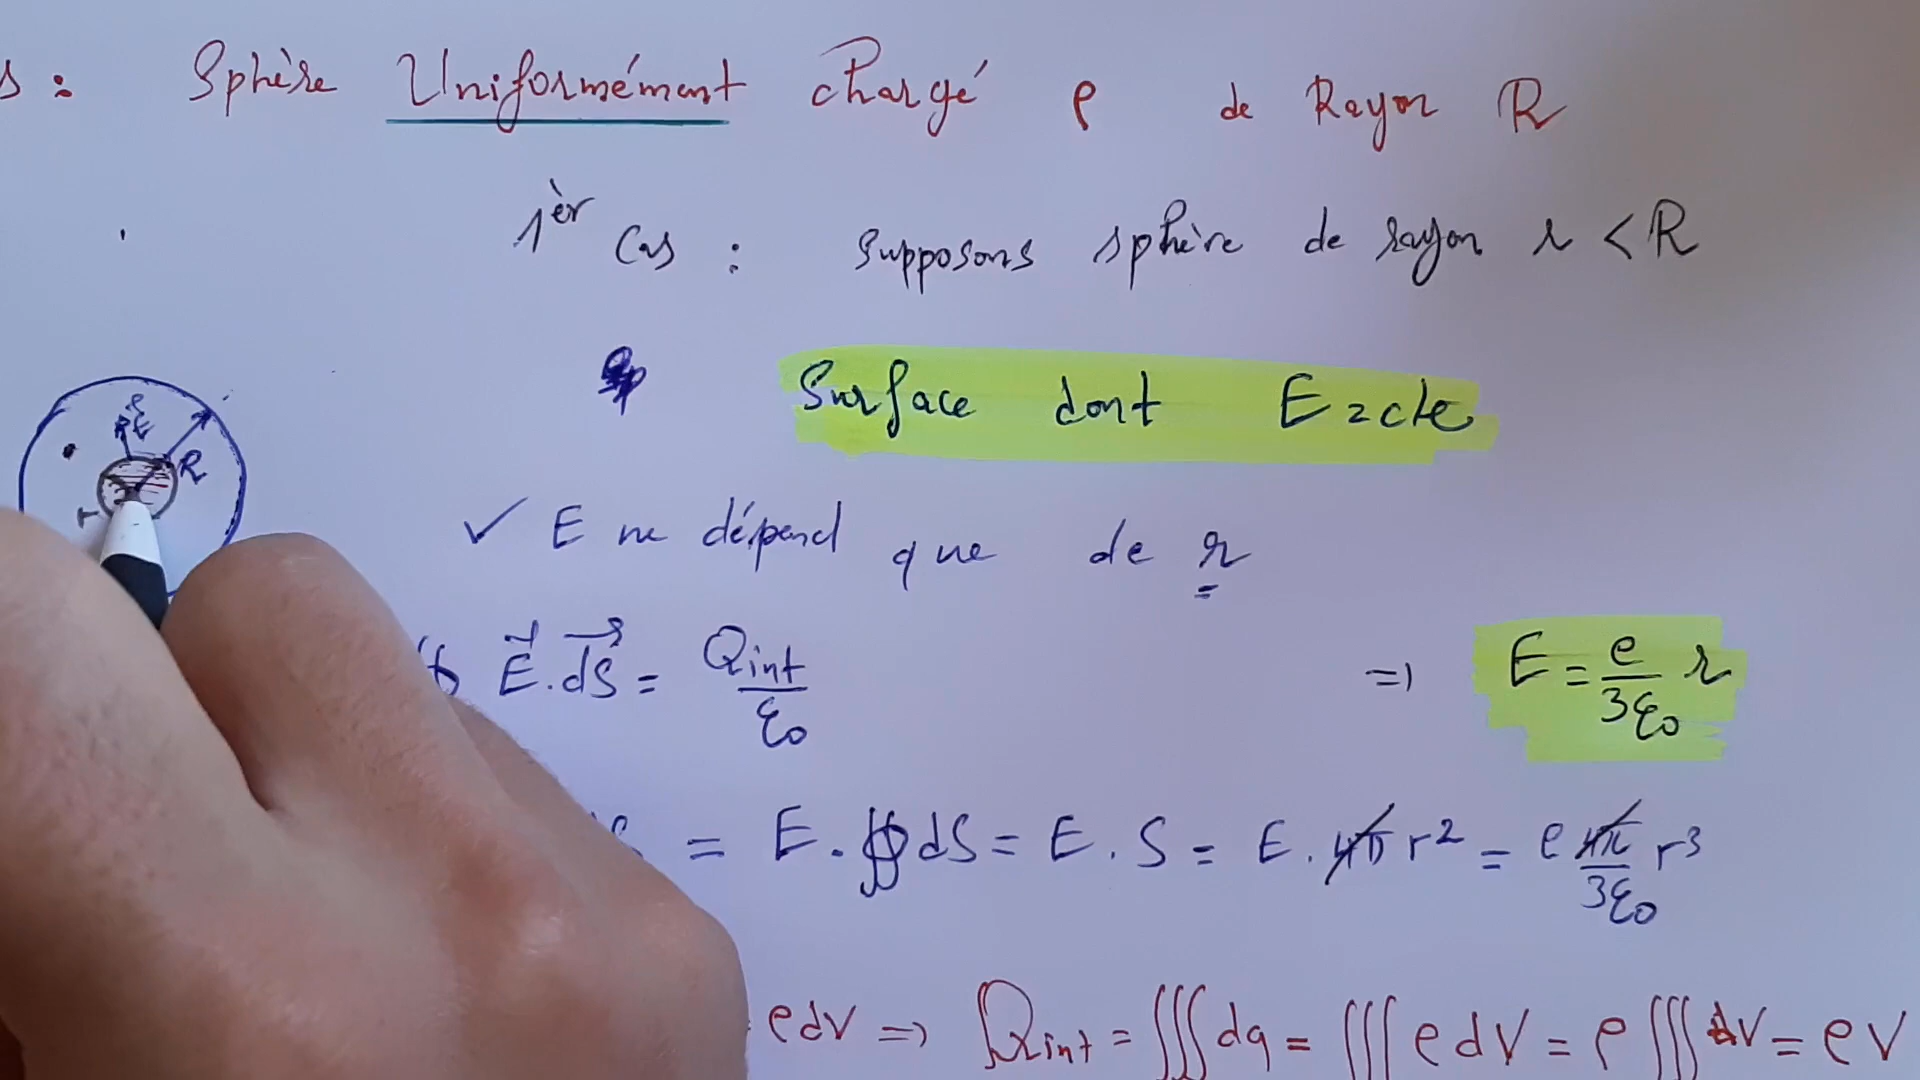 s : Sphère Uniformément chargé ρ de Rayon R
1èr Cas : supposons sphère de rayon r < R
Surface dont E = cte
E
R
r
✓ E ne dépend que de r
∯ E⃗.dS⃗ = Qint/ε0 => E = ρ/3ε0 r
= E.∯dS = E.S = E.4π r² = ρ 4π/3ε0 r³
ρdV => Qint = ∭dq = ∭ρdV = ρ∭dV = ρV